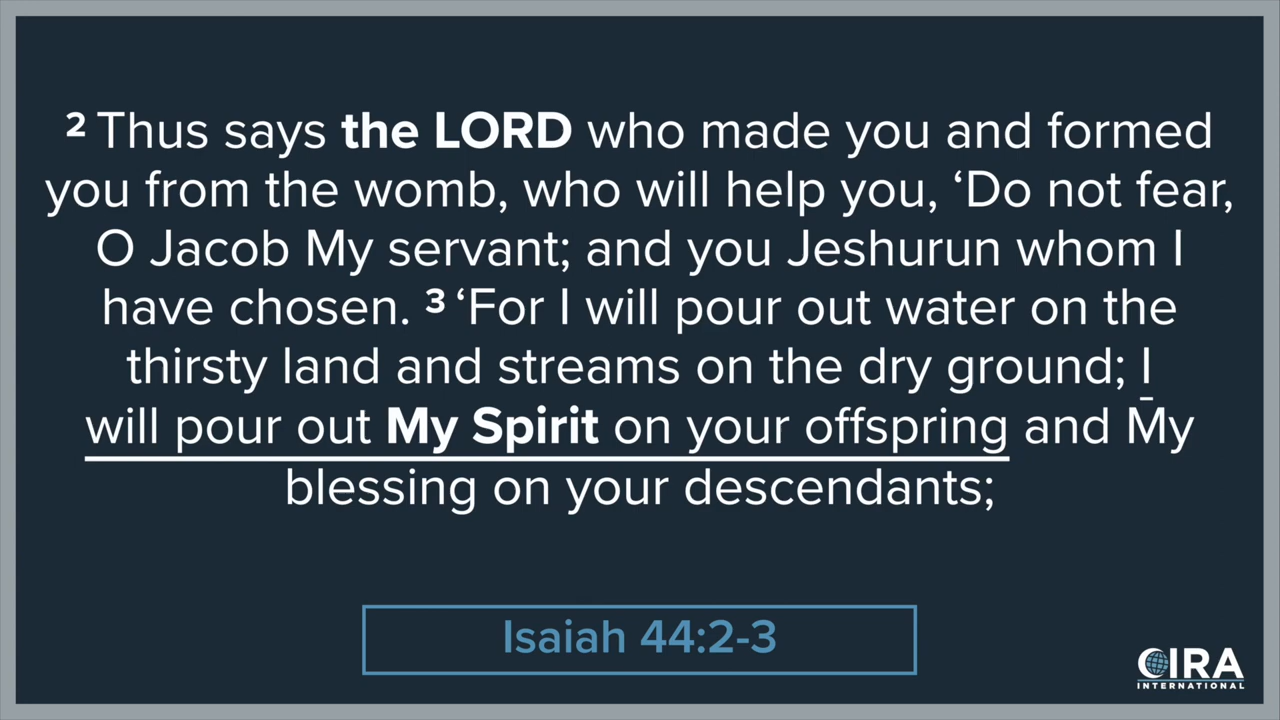 2 Thus says the LORD who made you and formed
you from the womb, who will help you, ‘Do not fear,
O Jacob My servant; and you Jeshurun whom I
have chosen. 3 ‘For I will pour out water on the
thirsty land and streams on the dry ground; I
will pour out My Spirit on your offspring and My
blessing on your descendants;
Isaiah 44:2-3
CIRA
INTERNATIONAL